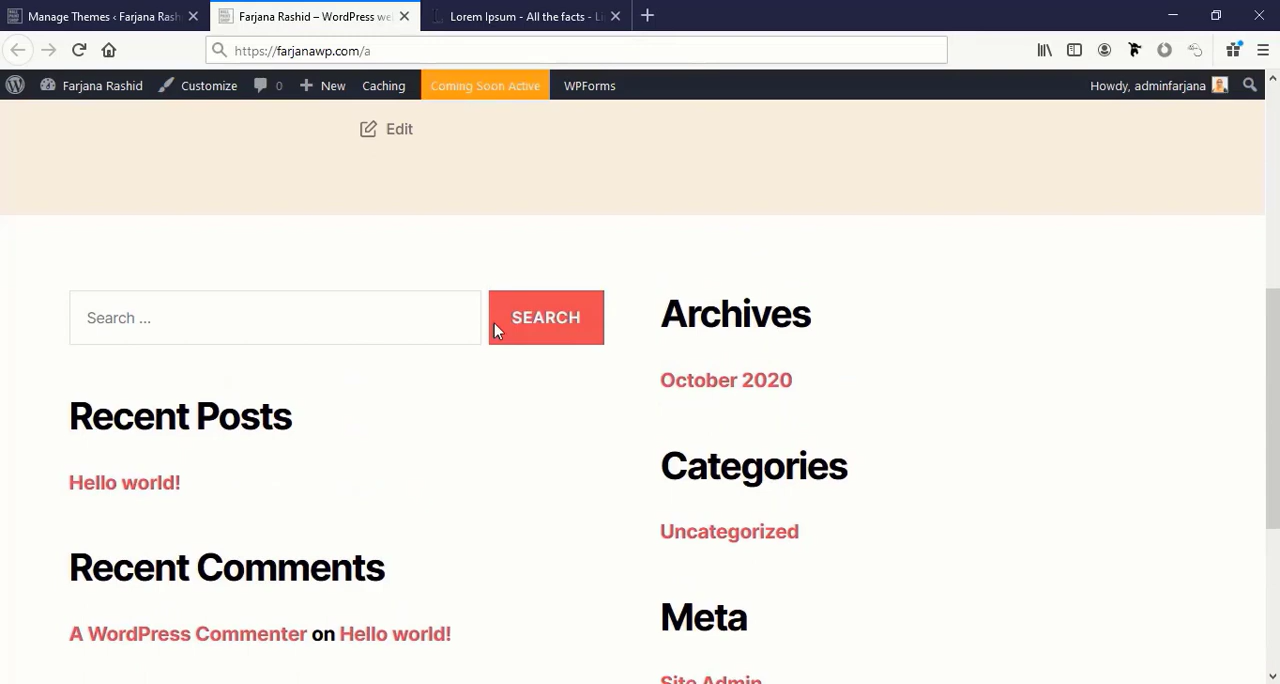 Manage Themes ‹ Farjana Rash
Farjana Rashid – WordPress we
Lorem Ipsum - All the facts - Li
https://farjanawp.com/a
Farjana Rashid Customize 0 New Caching Coming Soon Active WPForms Howdy, adminfarjana
Edit
Search ...
SEARCH
Recent Posts
Hello world!
Recent Comments
A WordPress Commenter on Hello world!
Archives
October 2020
Categories
Uncategorized
Meta
Site Admin